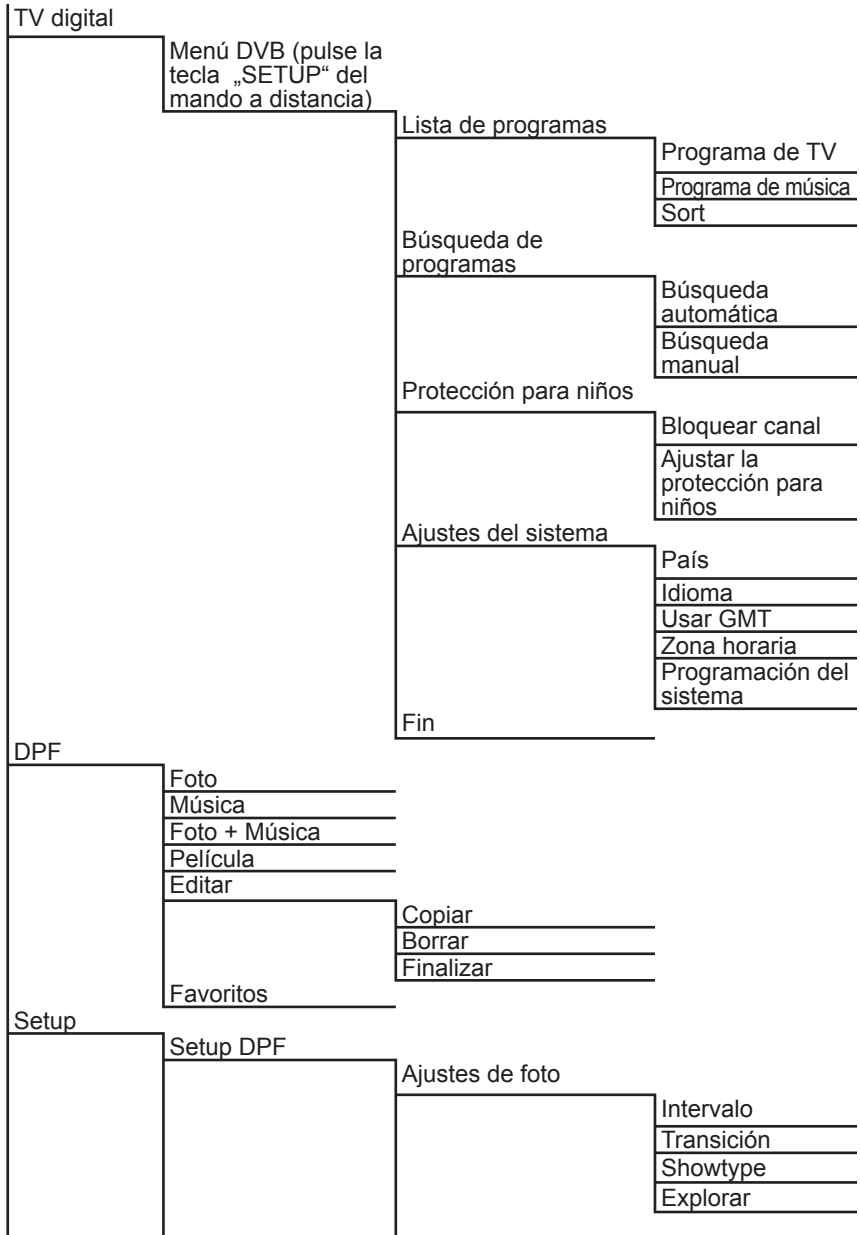 TV digital
Menú DVB (pulse la
tecla „SETUP“ del
mando a distancia)
Lista de programas
Programa de TV
Programa de música
Sort
Búsqueda de
programas
Búsqueda
automática
Búsqueda
manual
Protección para niños
Bloquear canal
Ajustar la
protección para
niños
Ajustes del sistema
País
Idioma
Usar GMT
Zona horaria
Programación del
sistema
Fin
DPF
Foto
Música
Foto + Música
Película
Editar
Copiar
Borrar
Finalizar
Favoritos
Setup
Setup DPF
Ajustes de foto
Intervalo
Transición
Showtype
Explorar